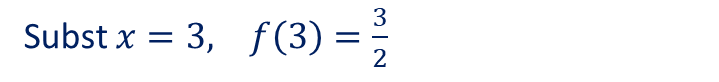 Subst x = 3, f(3) = 3/2